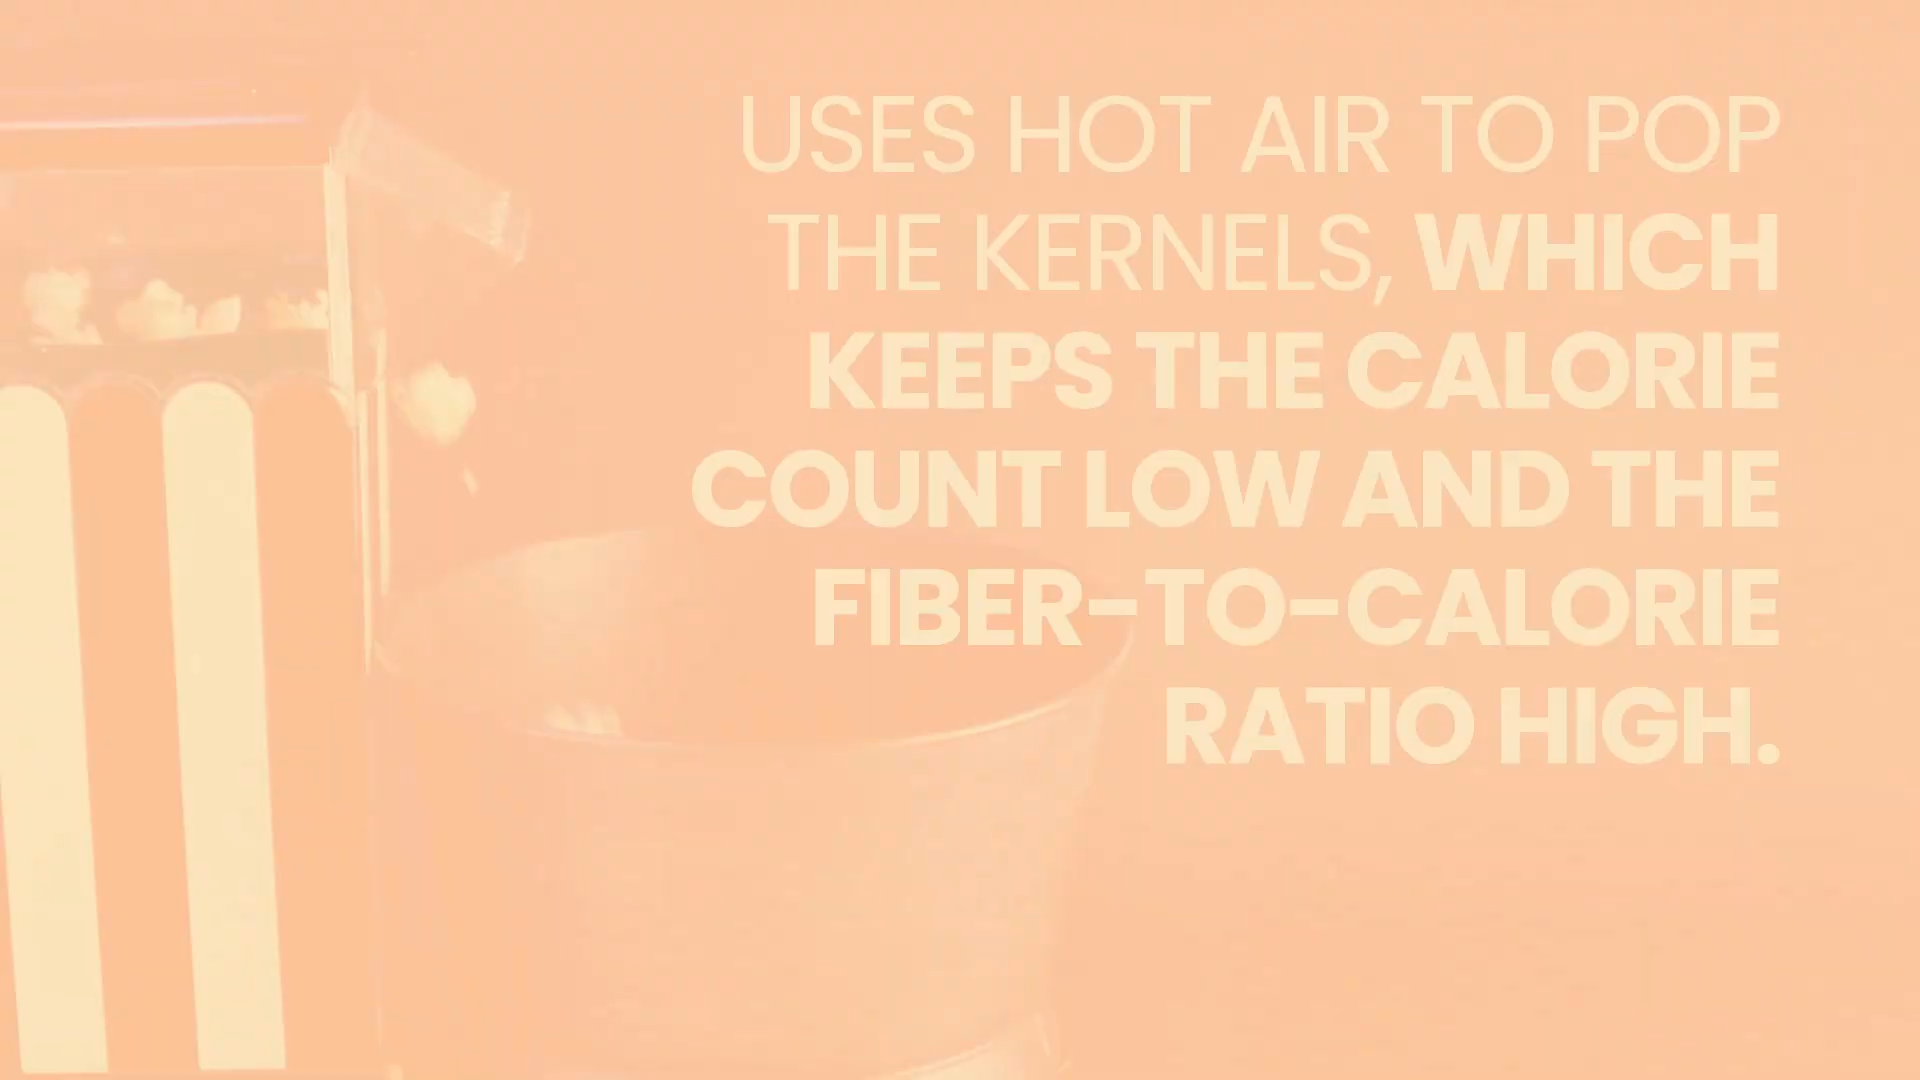 USES HOT AIR TO POP
THE KERNELS, WHICH
KEEPS THE CALORIE
COUNT LOW AND THE
FIBER-TO-CALORIE
RATIO HIGH.